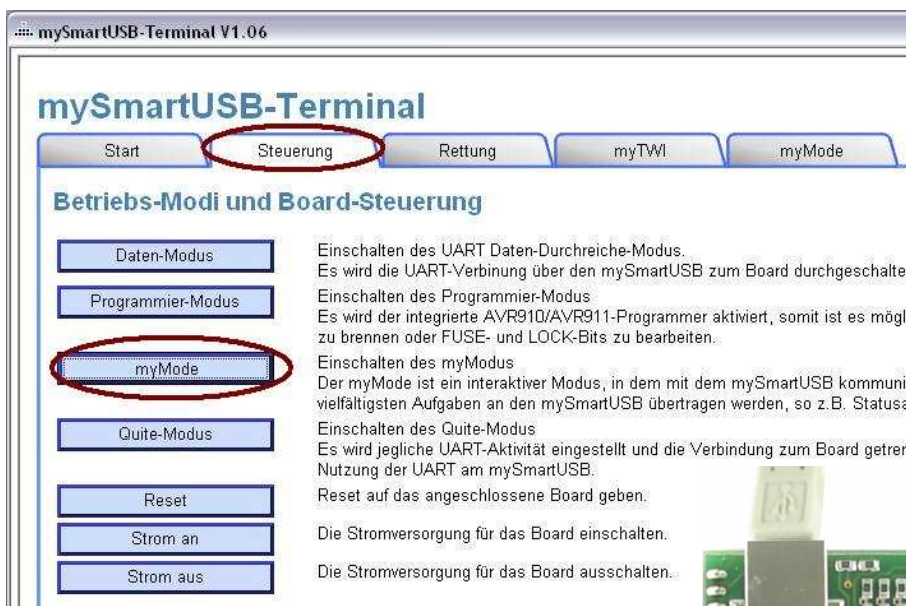 mySmartUSB-Terminal V1.06
mySmartUSB-Terminal
Start Steuerung Rettung myTWI myMode
Betriebs-Modi und Board-Steuerung
Daten-Modus
Einschalten des UART Daten-Durchreiche-Modus.
Es wird die UART-Verbinung über den mySmartUSB zum Board durchgeschalte
Programmier-Modus
Einschalten des Programmier-Modus
Es wird der integrierte AVR910/AVR911-Programmer aktiviert, somit ist es mögl
zu brennen oder FUSE- und LOCK-Bits zu bearbeiten.
myMode
Einschalten des myModus
Der myMode ist ein interaktiver Modus, in dem mit dem mySmartUSB kommuni
vielfältigsten Aufgaben an den mySmartUSB übertragen werden, so z.B. Statusa
Quite-Modus
Einschalten des Quite-Modus
Es wird jegliche UART-Aktivität eingestellt und die Verbindung zum Board getren
Nutzung der UART am mySmartUSB.
Reset
Reset auf das angeschlossene Board geben.
Strom an
Die Stromversorgung für das Board einschalten.
Strom aus
Die Stromversorgung für das Board ausschalten.